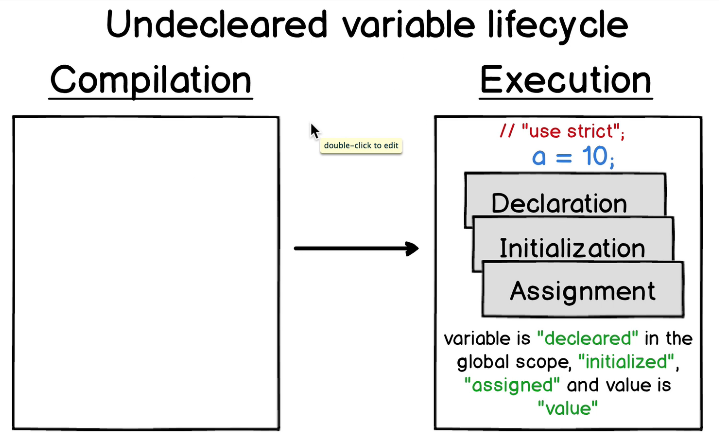 Undecleared variable lifecycle
Compilation
Execution
double-click to edit
// "use strict";
a = 10;
Declaration
Initialization
Assignment
variable is "decleared" in the
global scope, "initialized",
"assigned" and value is
"value"